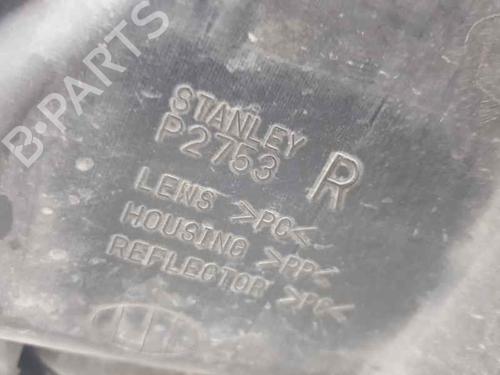 B-PARTS
STANLEY
P2753 R
LENS >PC<
HOUSING >PP<
REFLECTOR >PC<